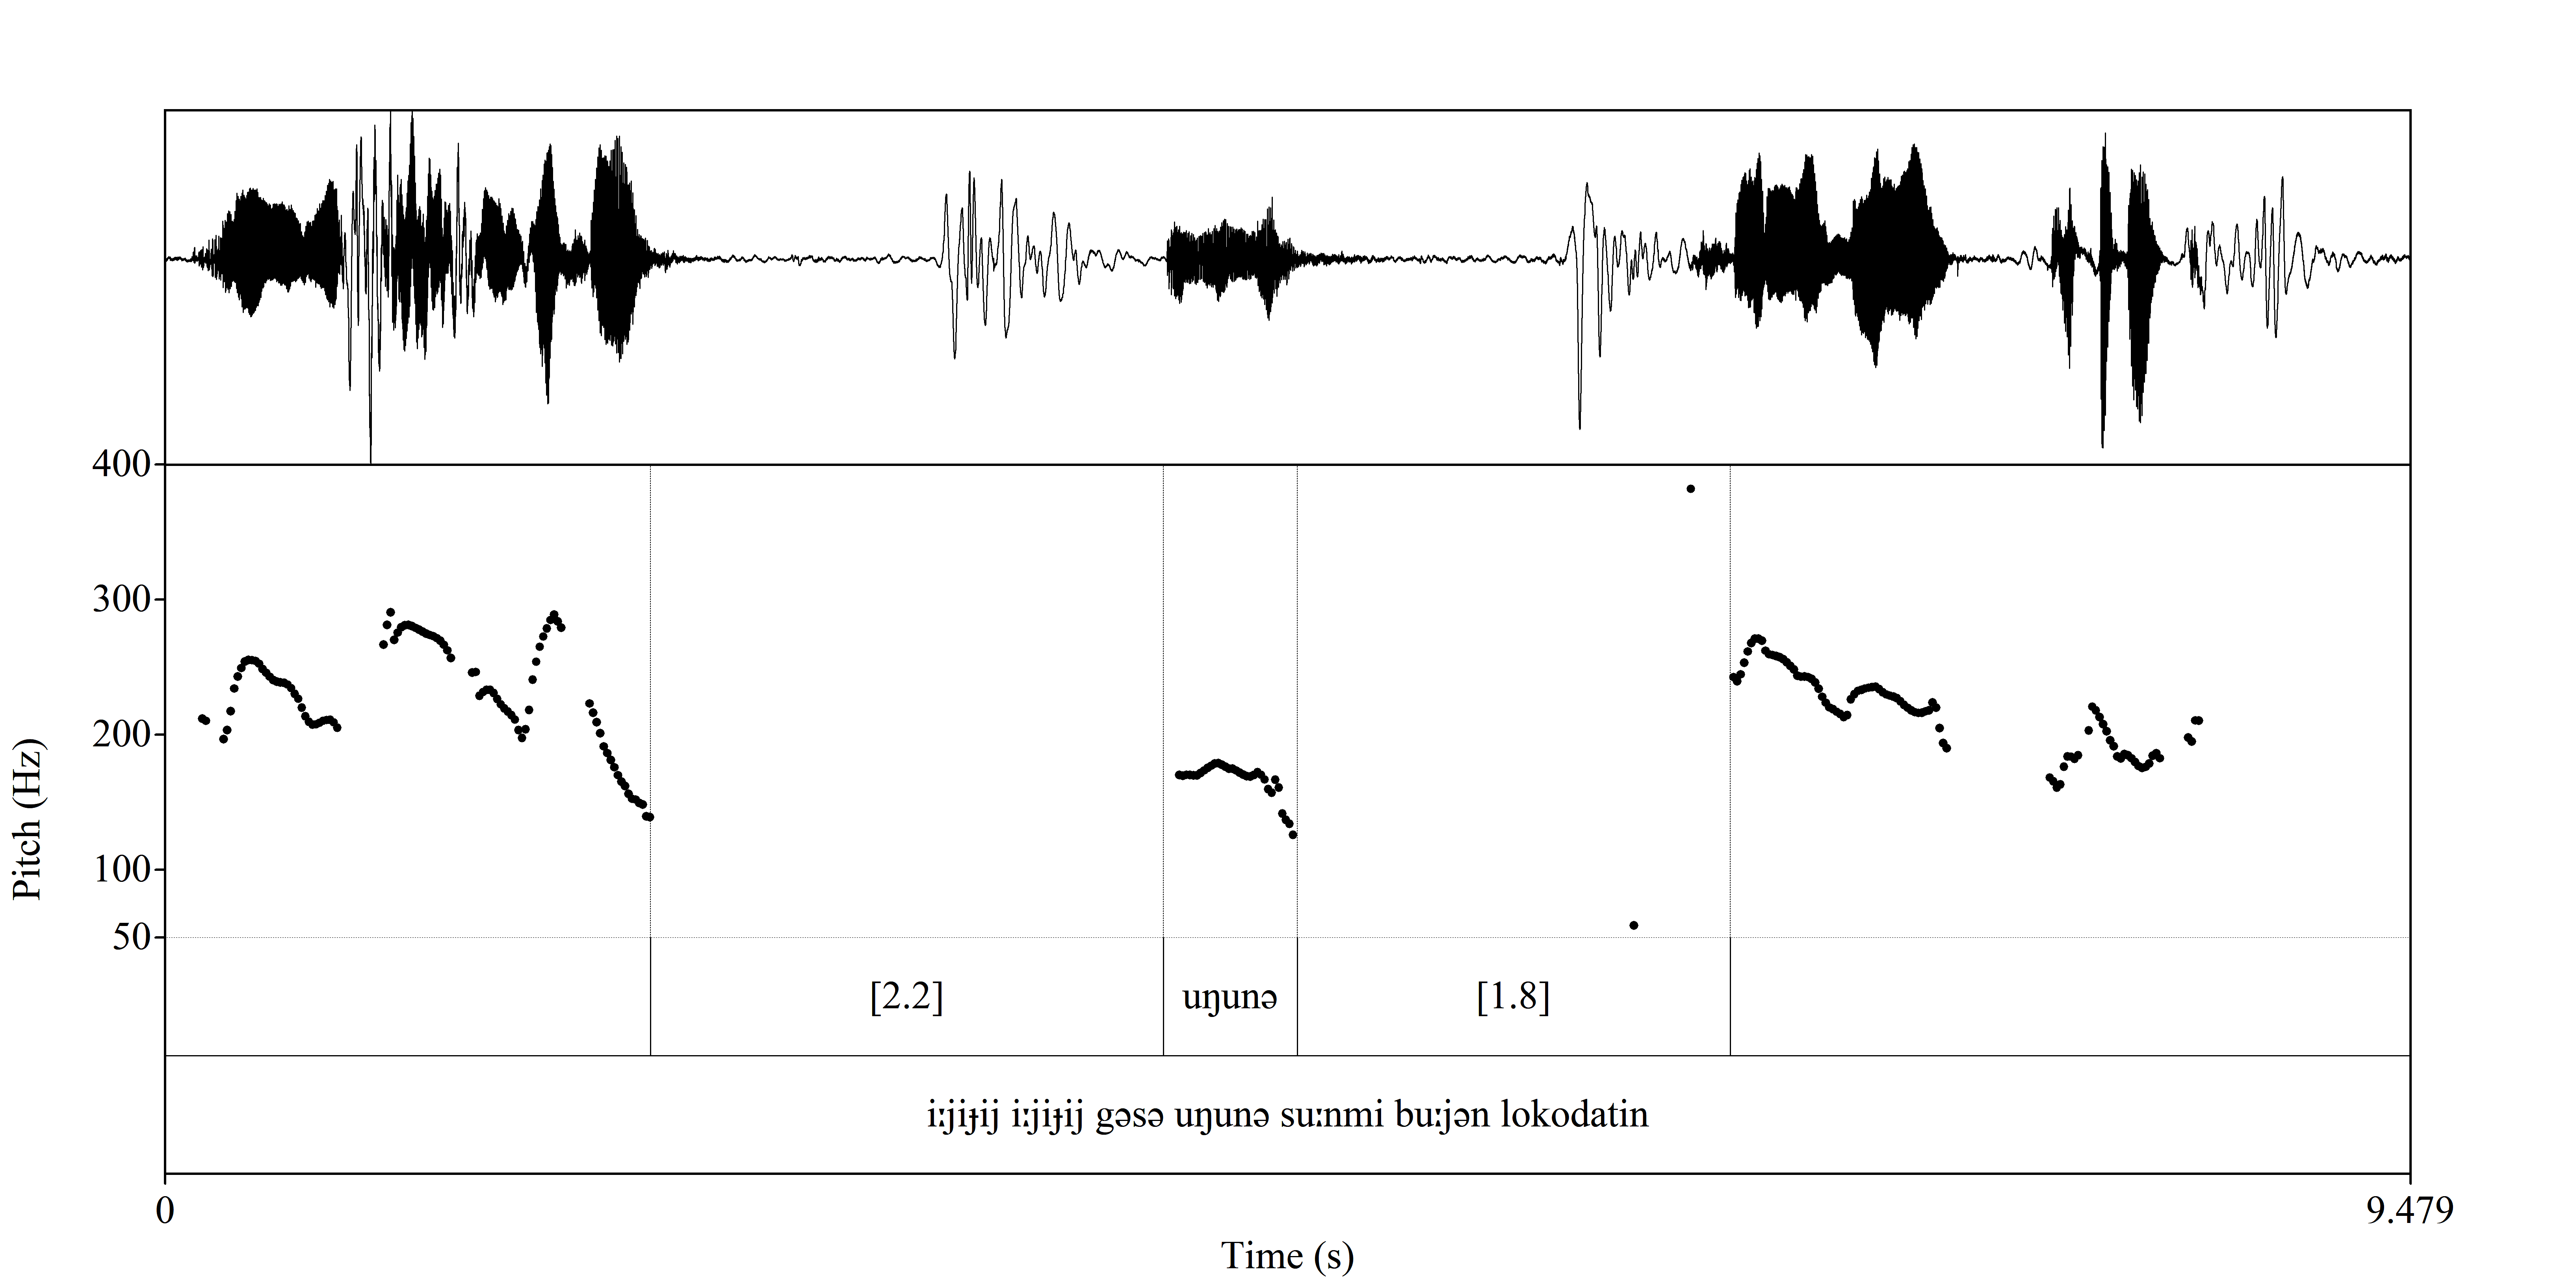 400
300
200
100
50
Pitch (Hz)
[2.2] uŋunə [1.8]
iːjiɟij iːjiɟij gəsə uŋunə suːnmi buːjən lokodatin
0 9.479
Time (s)